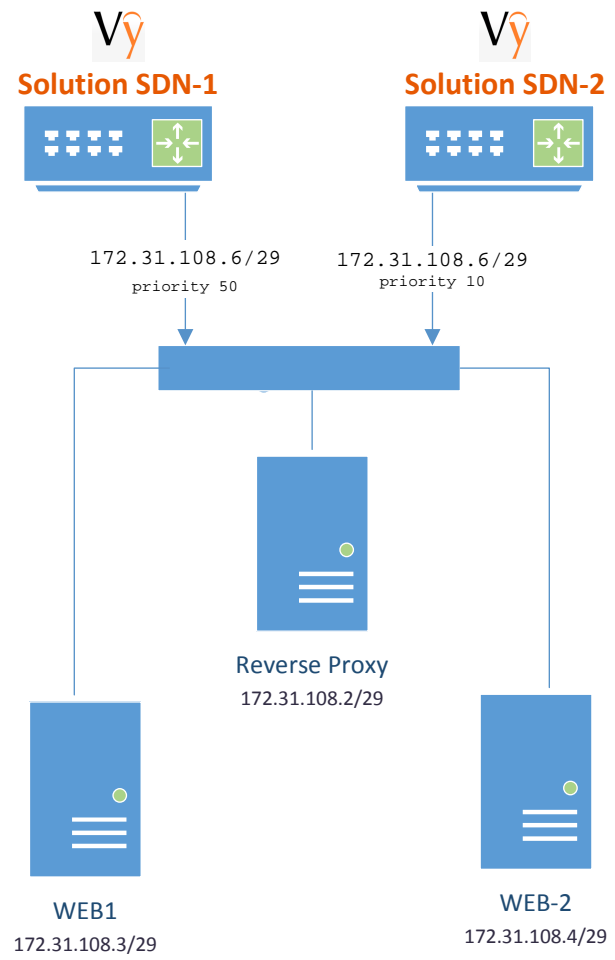 Vy
Vy
Solution SDN-1
Solution SDN-2
172.31.108.6/29
priority 50
172.31.108.6/29
priority 10
Reverse Proxy
172.31.108.2/29
WEB1
172.31.108.3/29
WEB-2
172.31.108.4/29